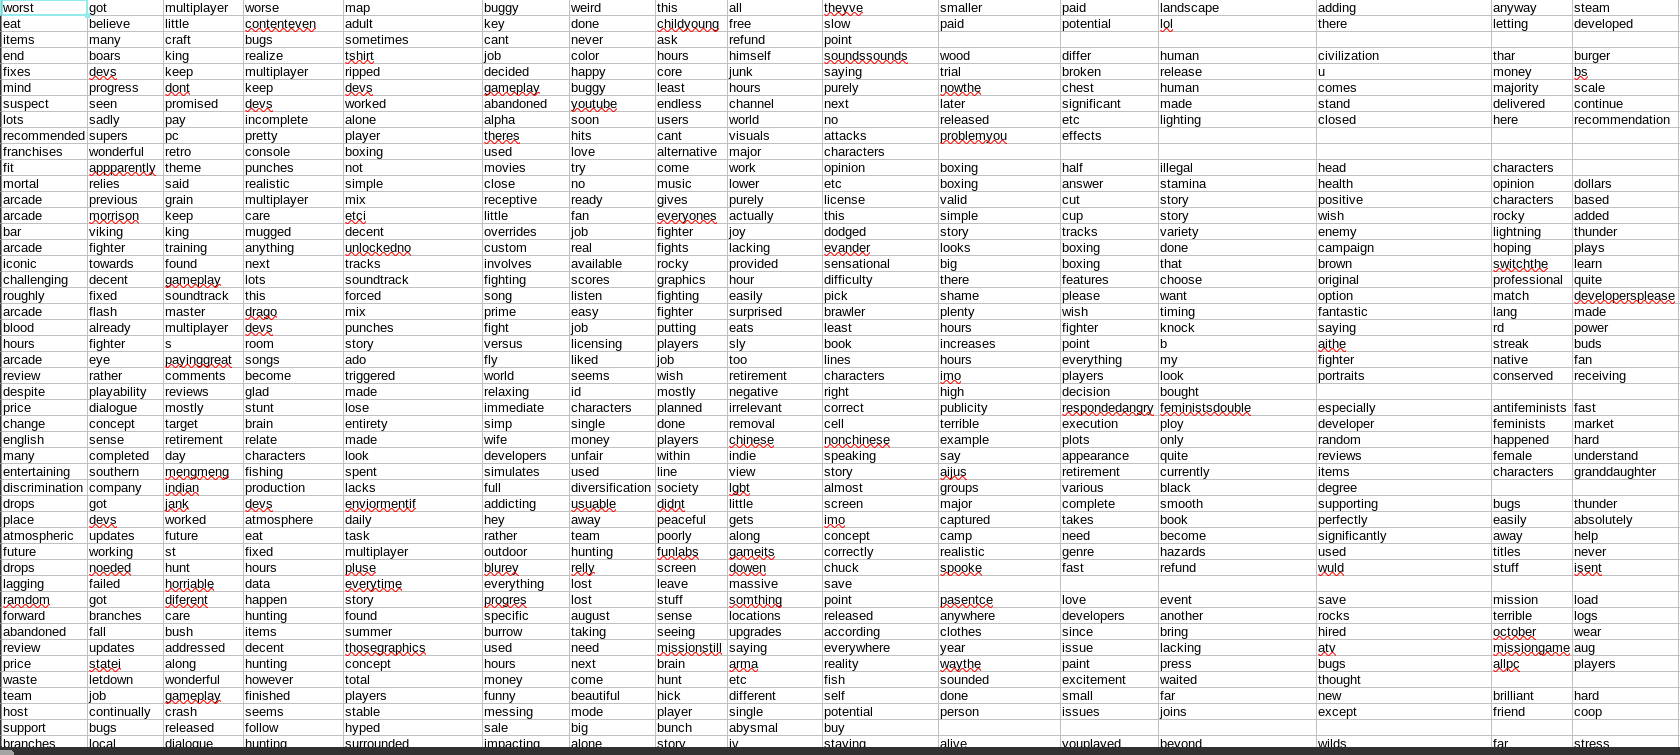 worst got multiplayer worse map buggy weird this all theyve smaller paid landscape adding anyway steam
eat believe little contenteven adult key done childyoung free slow paid potential lol there letting developed
items many craft bugs sometimes cant never ask refund point
end boars king realize tshirt job color hours himself soundssounds wood differ human civilization thar burger
fixes devs keep multiplayer ripped decided happy core junk saying trial broken release u money bs
mind progress dont keep devs gameplay buggy least hours purely nowthe chest human comes majority scale
suspect seen promised devs worked abandoned youtube endless channel next later significant made stand delivered continue
lots sadly pay incomplete alone alpha soon users world no released etc lighting closed here recommendation
recommended supers pc pretty player theres hits cant visuals attacks problemyou effects
franchises wonderful retro console boxing used love alternative major characters
fit appparently theme punches not movies try come work opinion boxing half illegal head characters
mortal relies said realistic simple close no music lower etc boxing answer stamina health opinion dollars
arcade previous grain multiplayer mix receptive ready gives purely license valid cut story positive characters based
arcade morrison keep care etci little fan everyones actually this simple cup story wish rocky added
bar viking king mugged decent overrides job fighter joy dodged story tracks variety enemy lightning thunder
arcade fighter training anything unlockedno custom real fights lacking evander looks boxing done campaign hoping plays
iconic towards found next tracks involves available rocky provided sensational big boxing that brown switchthe learn
challenging decent gameplay lots soundtrack fighting scores graphics hour difficulty there features choose original professional quite
roughly fixed soundtrack this forced song listen fighting easily pick shame please want option match developersplease
arcade flash master drago mix prime easy fighter surprised brawler plenty wish timing fantastic lang made
blood already multiplayer devs punches fight job putting eats least hours fighter knock saying rd power
hours fighter s room story versus licensing players sly book increases point b aithe streak buds
arcade eye payinggreat songs ado fly liked job too lines hours everything my fighter native fan
review rather comments become triggered world seems wish retirement characters imo players look portraits conserved receiving
despite playability reviews glad made relaxing id mostly negative right high decision bought
price dialogue mostly stunt lose immediate characters planned irrelevant correct publicity respondedangry feministsdouble especially antifeminists fast
change concept target brain entirety simp single done removal cell terrible execution ploy developer feminists market
english sense retirement relate made wife money players chinese nonchinese example plots only random happened hard
many completed day characters look developers unfair within indie speaking say appearance quite reviews female understand
entertaining southern mengmeng fishing spent simulates used line view story aijus retirement currently items characters granddaughter
discrimination company indian production lacks full diversification society lgbt almost groups various black degree
drops got jank devs enviormentif addicting usuable didnt little screen major complete smooth supporting bugs thunder
place devs worked atmosphere daily hey away peaceful gets imo captured takes book perfectly easily absolutely
atmospheric updates future eat task rather team poorly along concept camp need become significantly away help
future working st fixed multiplayer outdoor hunting funlabs gameits correctly realistic genre hazards used titles never
drops noeded hunt hours pluse blurey relly screen dowen chuck spooke fast refund wuld stuff isent
lagging failed horriable data everytime everything lost leave massive save
ramdom got diferent happen story progres lost stuff somthing point pasentce love event save mission load
forward branches care hunting found specific august sense locations released anywhere developers another rocks terrible logs
abandoned fall bush items summer burrow taking seeing upgrades according clothes since bring hired october wear
review updates addressed decent thosegraphics used need missionstill saying everywhere year issue lacking aty missiongame aug
price statei along hunting concept hours next brain arma reality waythe paint press bugs allpc players
waste letdown wonderful however total money come hunt etc fish sounded excitement waited thought
team job gameplay finished players funny beautiful hick different self done small far new brilliant hard
host continually crash seems stable messing mode player single potential person issues joins except friend coop
support bugs released follow hyped sale big bunch abysmal buy
branches local dialogue hunting surrounded impacting alone story iv staying alive youplayed beyond wilds far stress